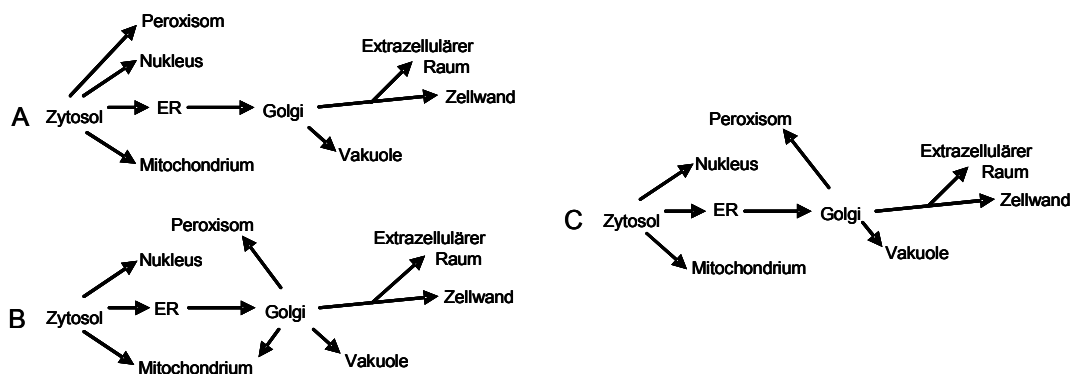 A
Peroxisom
Nukleus
Zytosol
ER
Golgi
Extrazellulärer
Raum
Zellwand
Vakuole
Mitochondrium
B
Peroxisom
Nukleus
Zytosol
ER
Golgi
Extrazellulärer
Raum
Zellwand
Vakuole
Mitochondrium
C
Peroxisom
Nukleus
Zytosol
ER
Golgi
Extrazellulärer
Raum
Zellwand
Vakuole
Mitochondrium